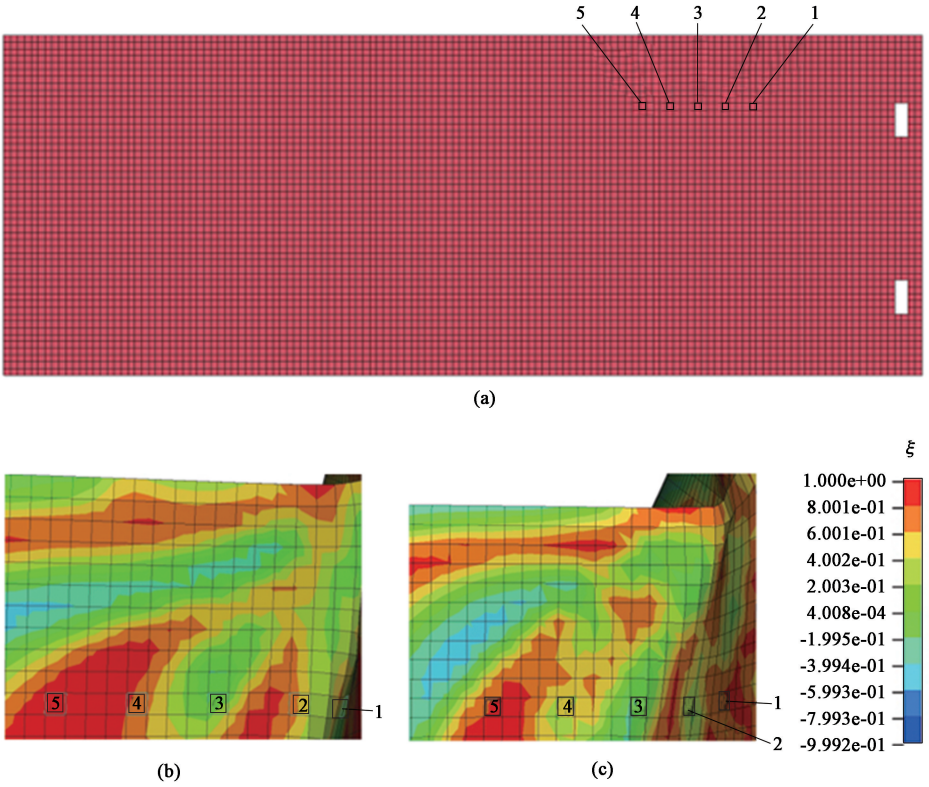 5 4 3 2 1
(a)
5 4 3 2 1
(b)
5 4 3 1
2
(c)
ξ
1.000e+00
8.001e-01
6.001e-01
4.002e-01
2.003e-01
4.008e-04
-1.995e-01
-3.994e-01
-5.993e-01
-7.993e-01
-9.992e-01